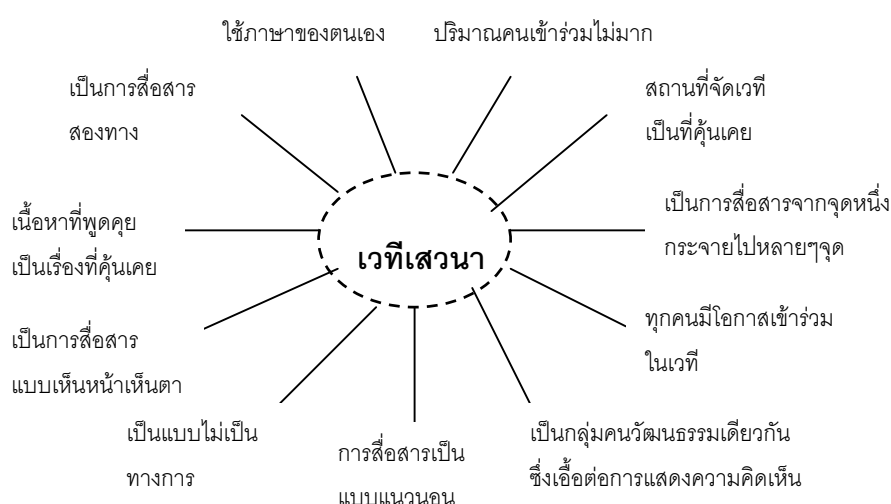 ใช้ภาษาของตนเอง
ปริมาณคนเข้าร่วมไม่มาก
เป็นการสื่อสาร
สองทาง
สถานที่จัดเวที
เป็นที่คุ้นเคย
เนื้อหาที่พูดคุย
เป็นเรื่องที่คุ้นเคย
เวทีเสวนา
เป็นการสื่อสารจากจุดหนึ่ง
กระจายไปหลายๆจุด
เป็นการสื่อสาร
แบบเห็นหน้าเห็นตา
ทุกคนมีโอกาสเข้าร่วม
ในเวที
เป็นแบบไม่เป็น
ทางการ
การสื่อสารเป็น
แบบแนวนอน
เป็นกลุ่มคนวัฒนธรรมเดียวกัน
ซึ่งเอื้อต่อการแสดงความคิดเห็น